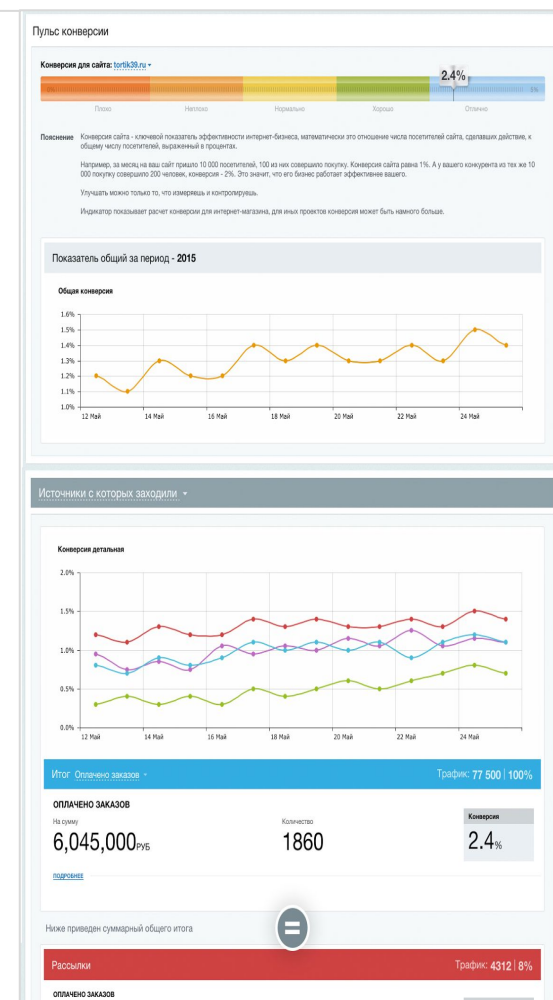 Пульс конверсии
Конверсия для сайта: tortik39.ru
2.4%
0%
5%
Плохо Неплохо Нормально Хорошо Отлично
Пояснение Конверсия сайта - ключевой показатель эффективности интернет-бизнеса, математически это отношение числа посетителей сайта, сделавших действие, к
общему числу посетителей, выраженный в процентах.
Например, за месяц на ваш сайт пришло 10 000 посетителей, 100 из них совершило покупку. Конверсия сайта равна 1%. А у вашего конкурента из тех же 10
000 покупку совершило 200 человек, конверсия - 2%. Это значит, что его бизнес работает эффективнее вашего.
Улучшать можно только то, что измеряешь и контролируешь.
Индикатор показывает расчет конверсии для интернет-магазина, для иных проектов конверсия может быть намного больше.
Показатель общий за период - 2015
Общая конверсия
1.6%
1.5%
1.4%
1.3%
1.2%
1.1%
1.0%
12 Май 14 Май 16 Май 18 Май 20 Май 22 Май 24 Май
Источники с которых заходили
Конверсия детальная
2.0%
1.5%
1.0%
0.5%
0.0%
12 Май 14 Май 16 Май 18 Май 20 Май 22 Май 24 Май
Итог Оплачено заказов Трафик: 77 500 | 100%
ОПЛАЧЕНО ЗАКАЗОВ
На сумму Количество Конверсия
6,045,000РУБ 1860 2.4%
ПОДРОБНЕЕ
Ниже приведен суммарный общего итога
Рассылки Трафик: 4312 | 8%
ОПЛАЧЕНО ЗАКАЗОВ